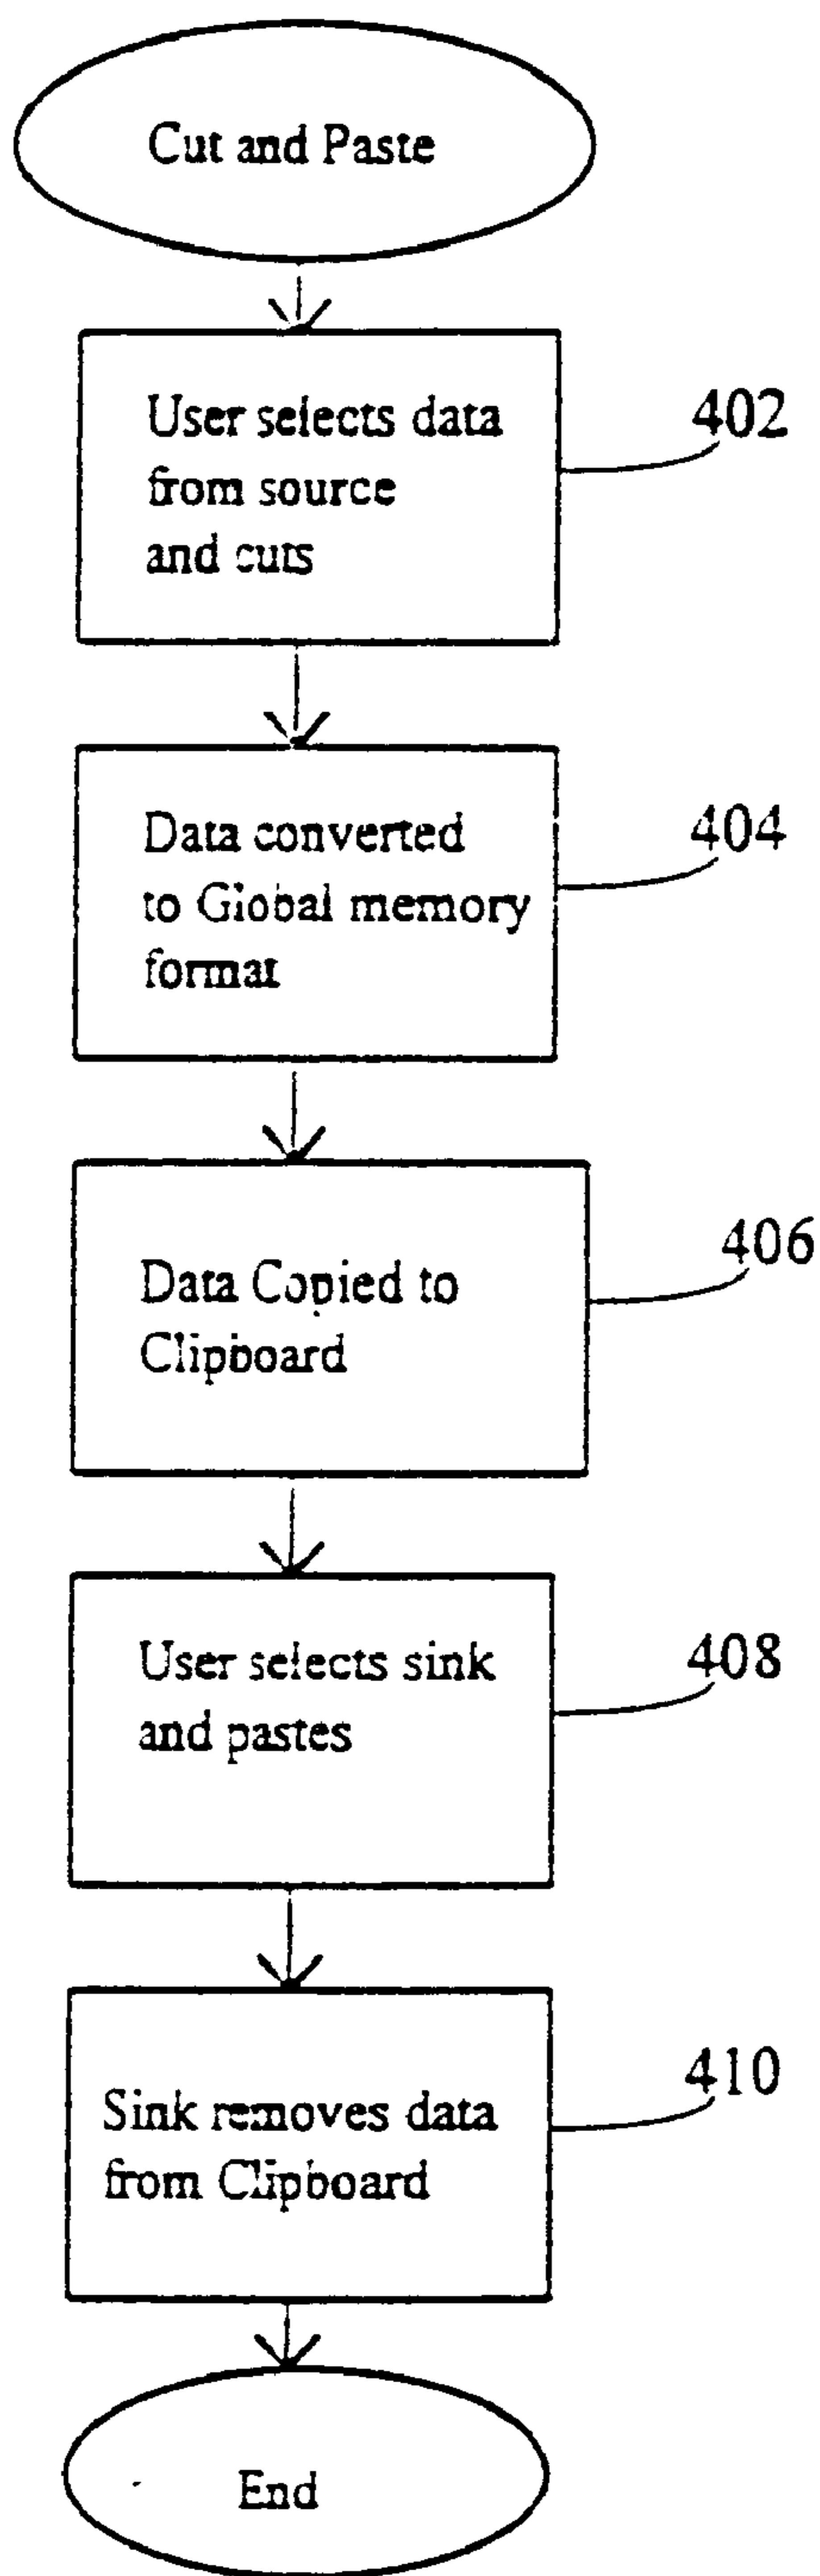 Cut and Paste
User selects data
402
from source
and cuts
Data converted
404
to Global memory
format
406
Data Copied to
Clipboard
User selects sink
408
and pastes
410
Sink removes data
from Clipboard
End